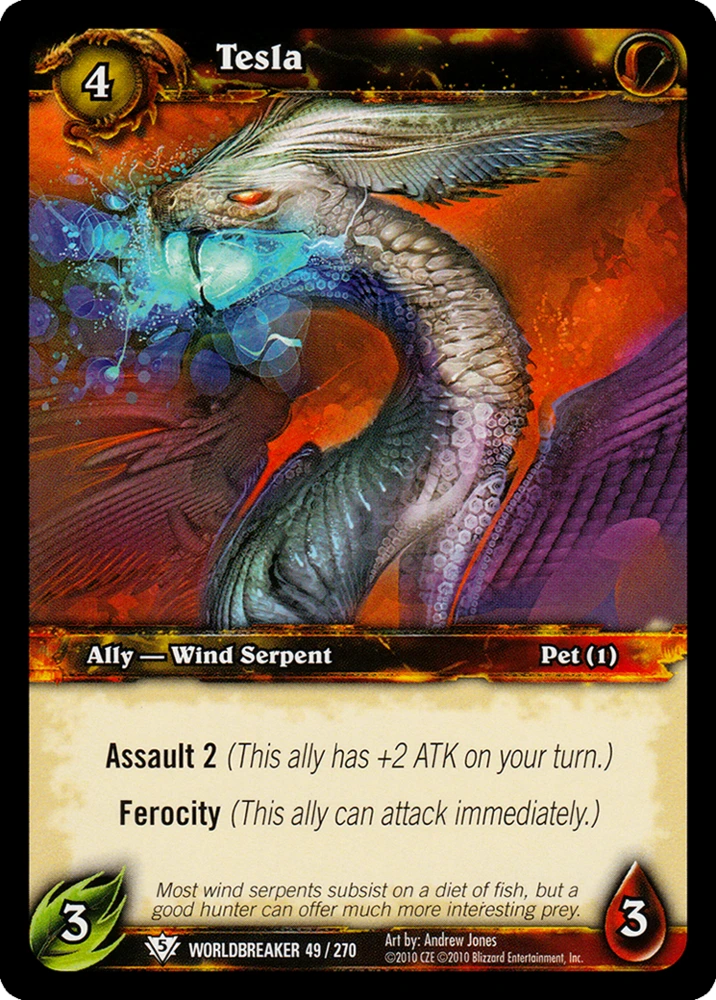 4
Tesla
Ally — Wind Serpent
Pet (1)
Assault 2 (This ally has +2 ATK on your turn.)
Ferocity (This ally can attack immediately.)
Most wind serpents subsist on a diet of fish, but a
good hunter can offer much more interesting prey.
3
5
WORLDBREAKER 49 / 270
Art by: Andrew Jones
©2010 CZE ©2010 Blizzard Entertainment, Inc.
3